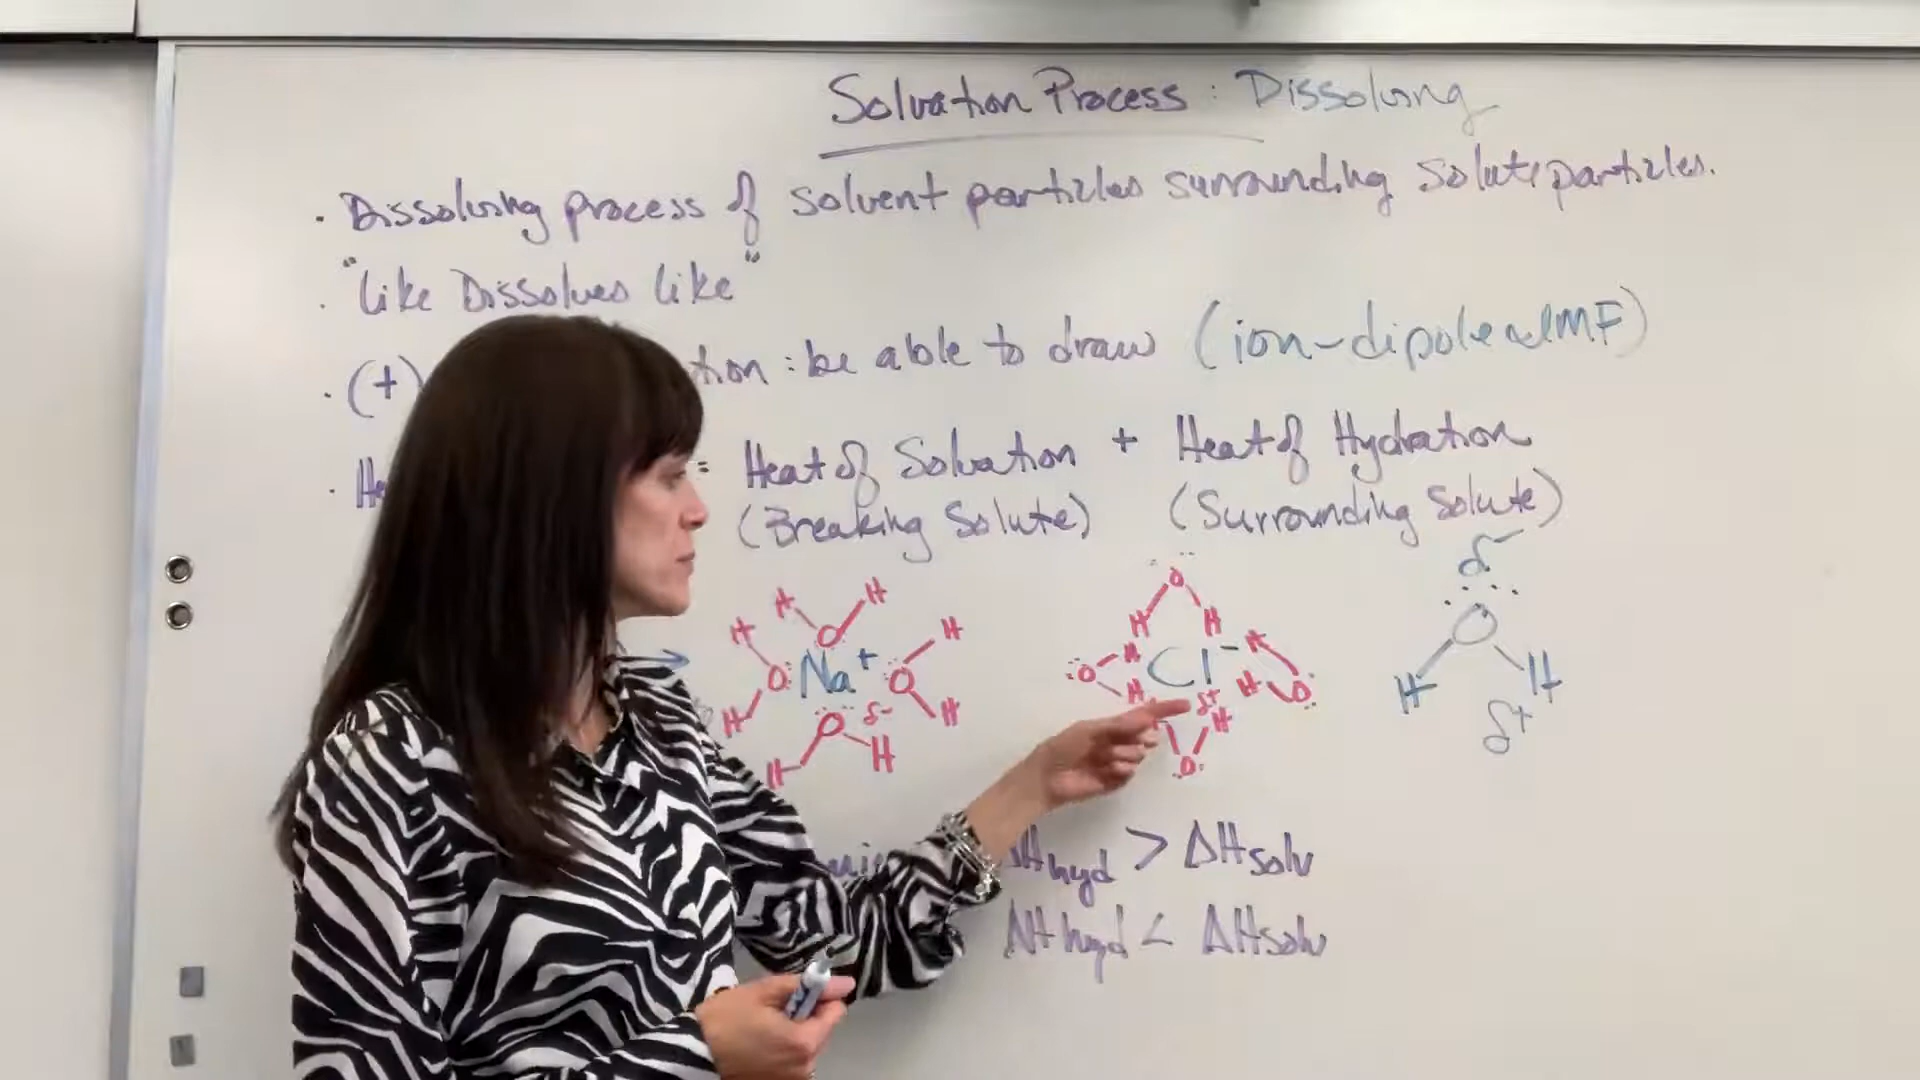 Solvation Process : Dissolving
· Dissolving process of solvent particles surrounding solute particles.
· "like Dissolves like"
· (+) tion : be able to draw (ion-dipole IMF)
· He = Heat of Solvation + Heat of Hydration
(Breaking Solute) (Surrounding Solute)
H H H O H O Na+ O H O δ- H H H
O H H H O H Cl- H H O δ+ H O
δ- O H H δ+
ΔHhyd > ΔHsolv
ΔHhyd < ΔHsolv